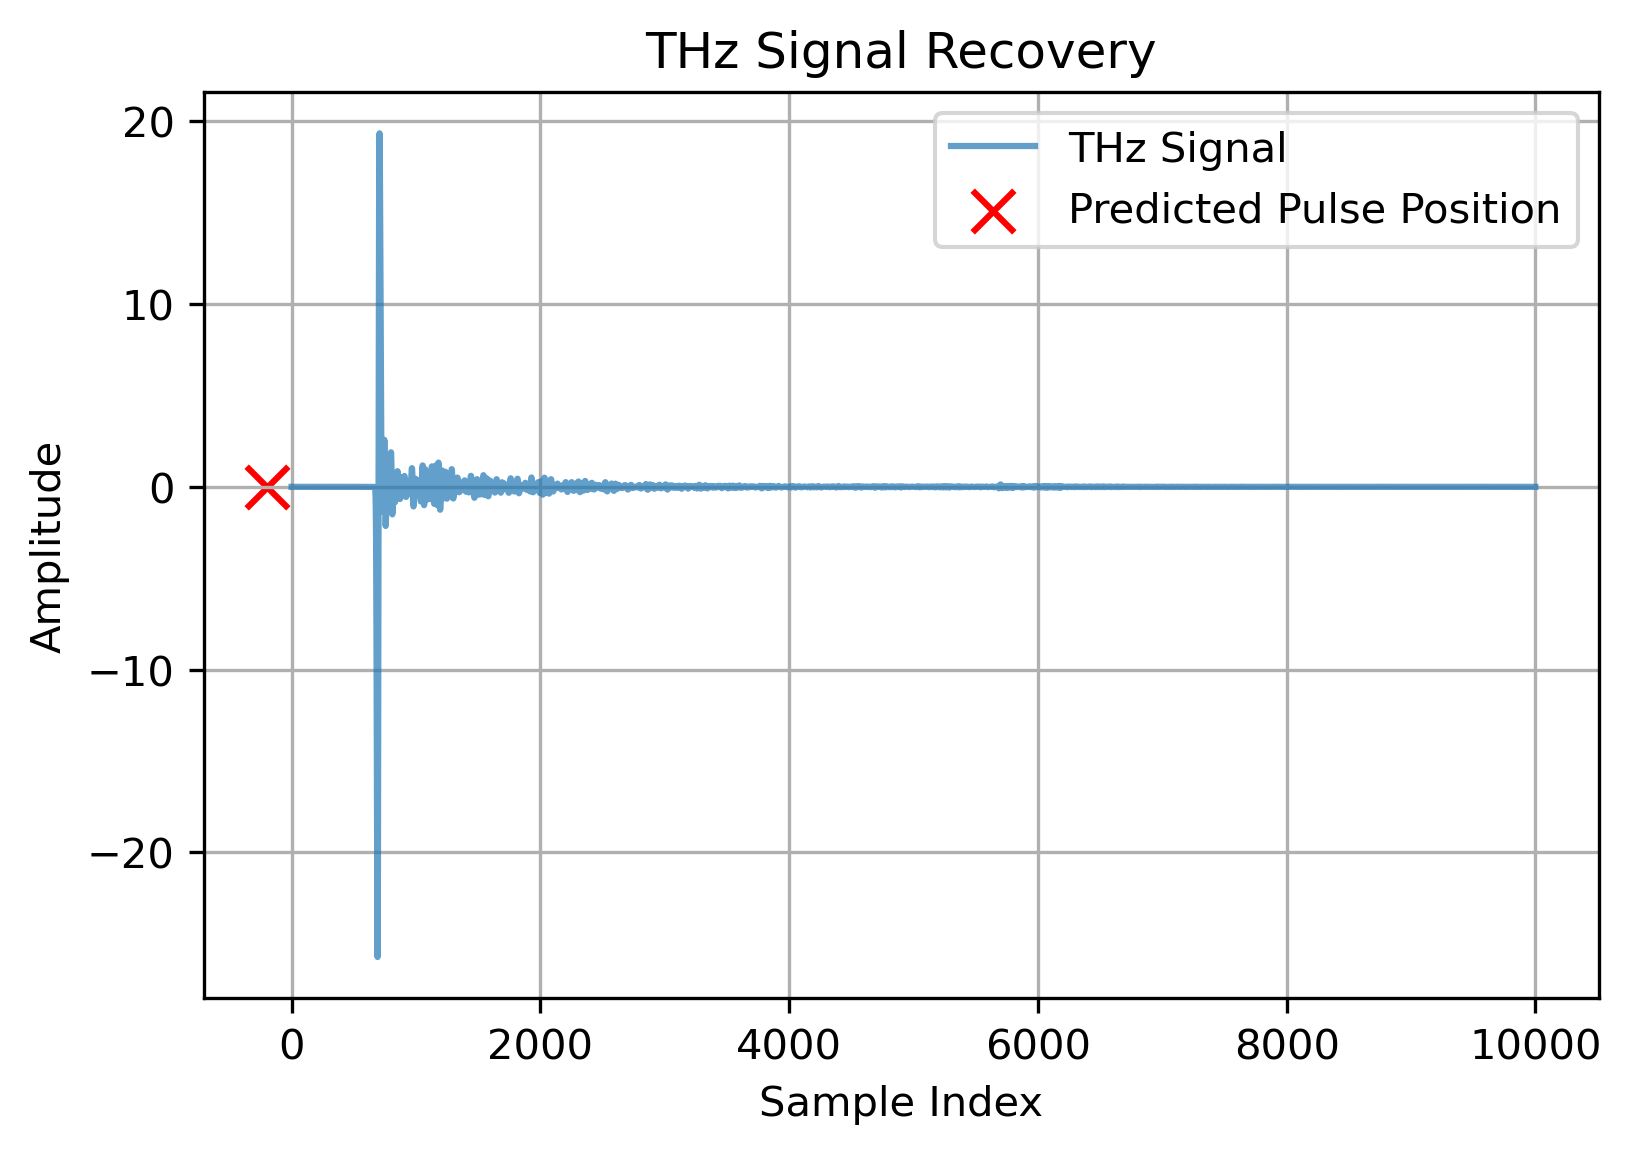 THz Signal Recovery
THz Signal
Predicted Pulse Position
20
10
0
−10
−20
Amplitude
0 2000 4000 6000 8000 10000
Sample Index